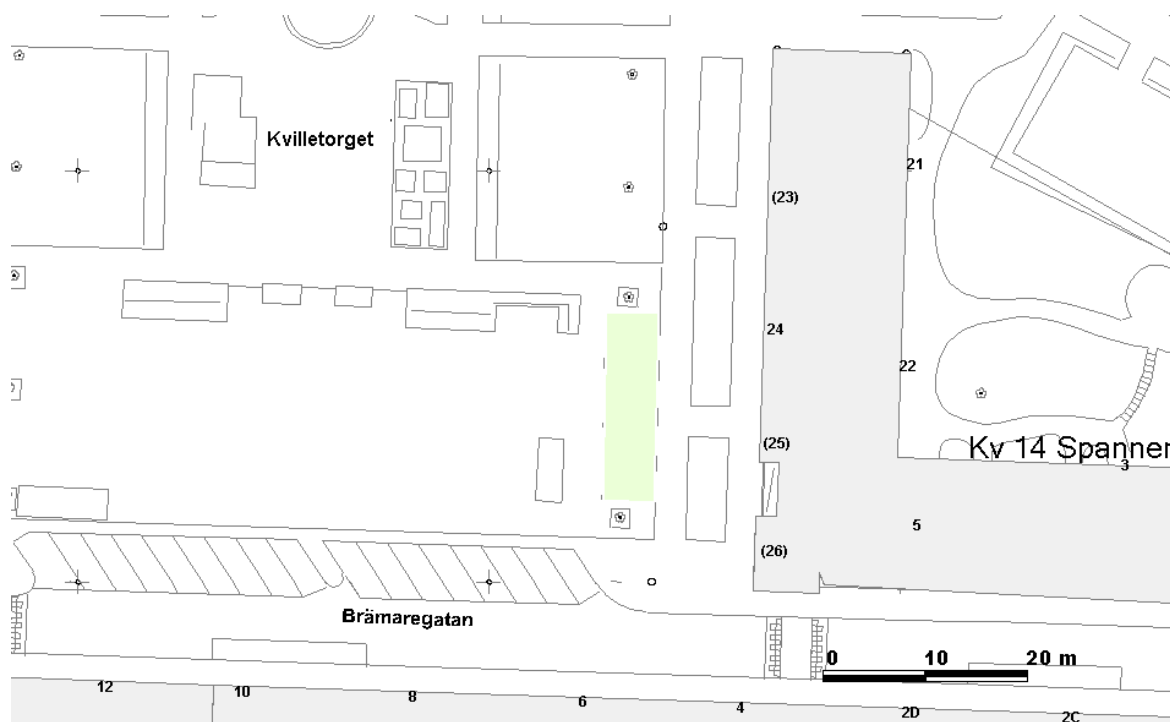 Kvilletorget
21
(23)
24
22
(25)
Kv 14 Spanner
3
5
(26)
Brämaregatan
0 10 20 m
12
10
8
6
4
2D
2C